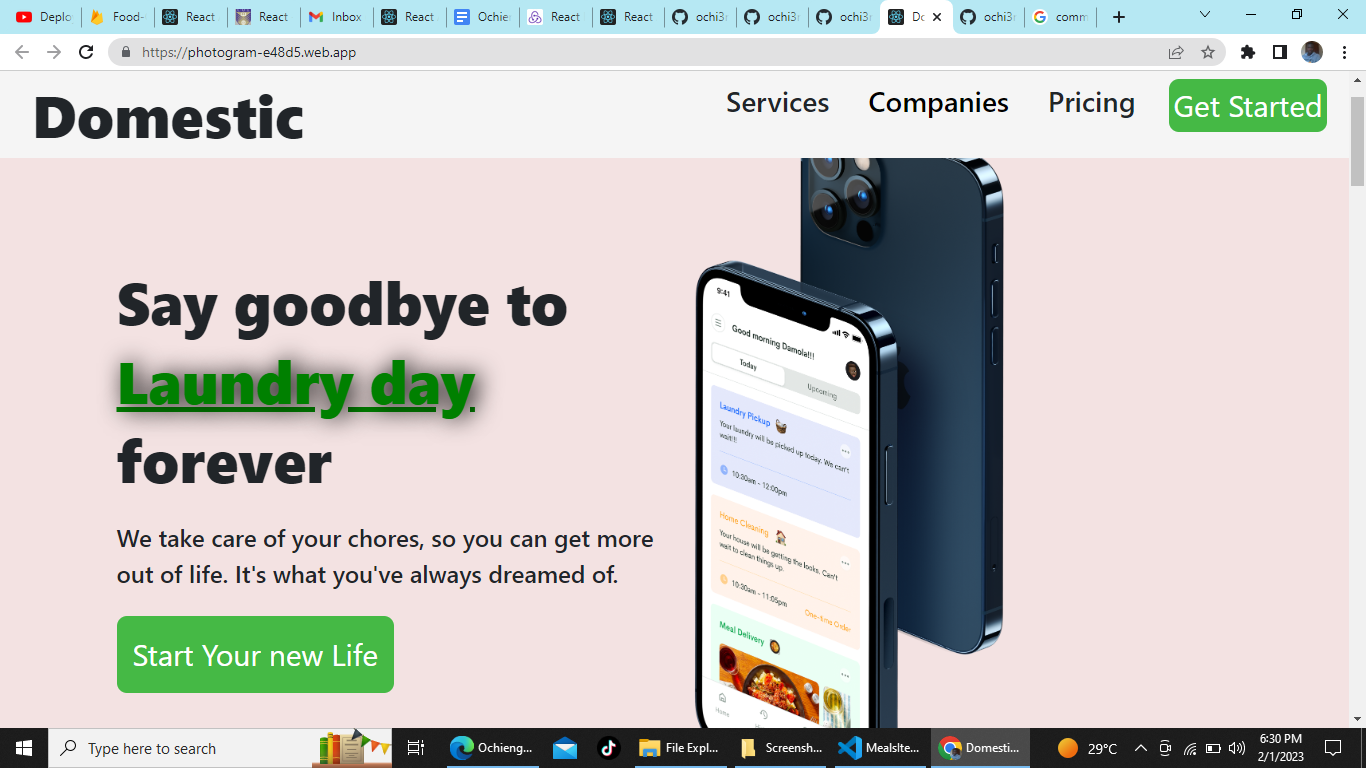 Deplo
Food-
React
React
Inbox
React
Ochie
React
React
ochi3r
ochi3r
ochi3r
Do
ochi3r
comm
https://photogram-e48d5.web.app
Domestic
Services
Companies
Pricing
Get Started
Say goodbye to
Laundry day
forever
We take care of your chores, so you can get more
out of life. It's what you've always dreamed of.
Start Your new Life
9:41
Good morning Damola!!!
Today
Upcoming
Laundry Pickup
Your laundry will be picked up today. We can't
wait!!!
10:30am - 12:00pm
Home Cleaning
Your house will be getting the looks. Can't
wait to clean things up.
10:30am - 11:05pm
One-time Order
Meal Delivery
Home
Type here to search
Ochieng...
File Expl...
Screensh...
MealsIte...
Domesti...
29°C
6:30 PM
2/1/2023